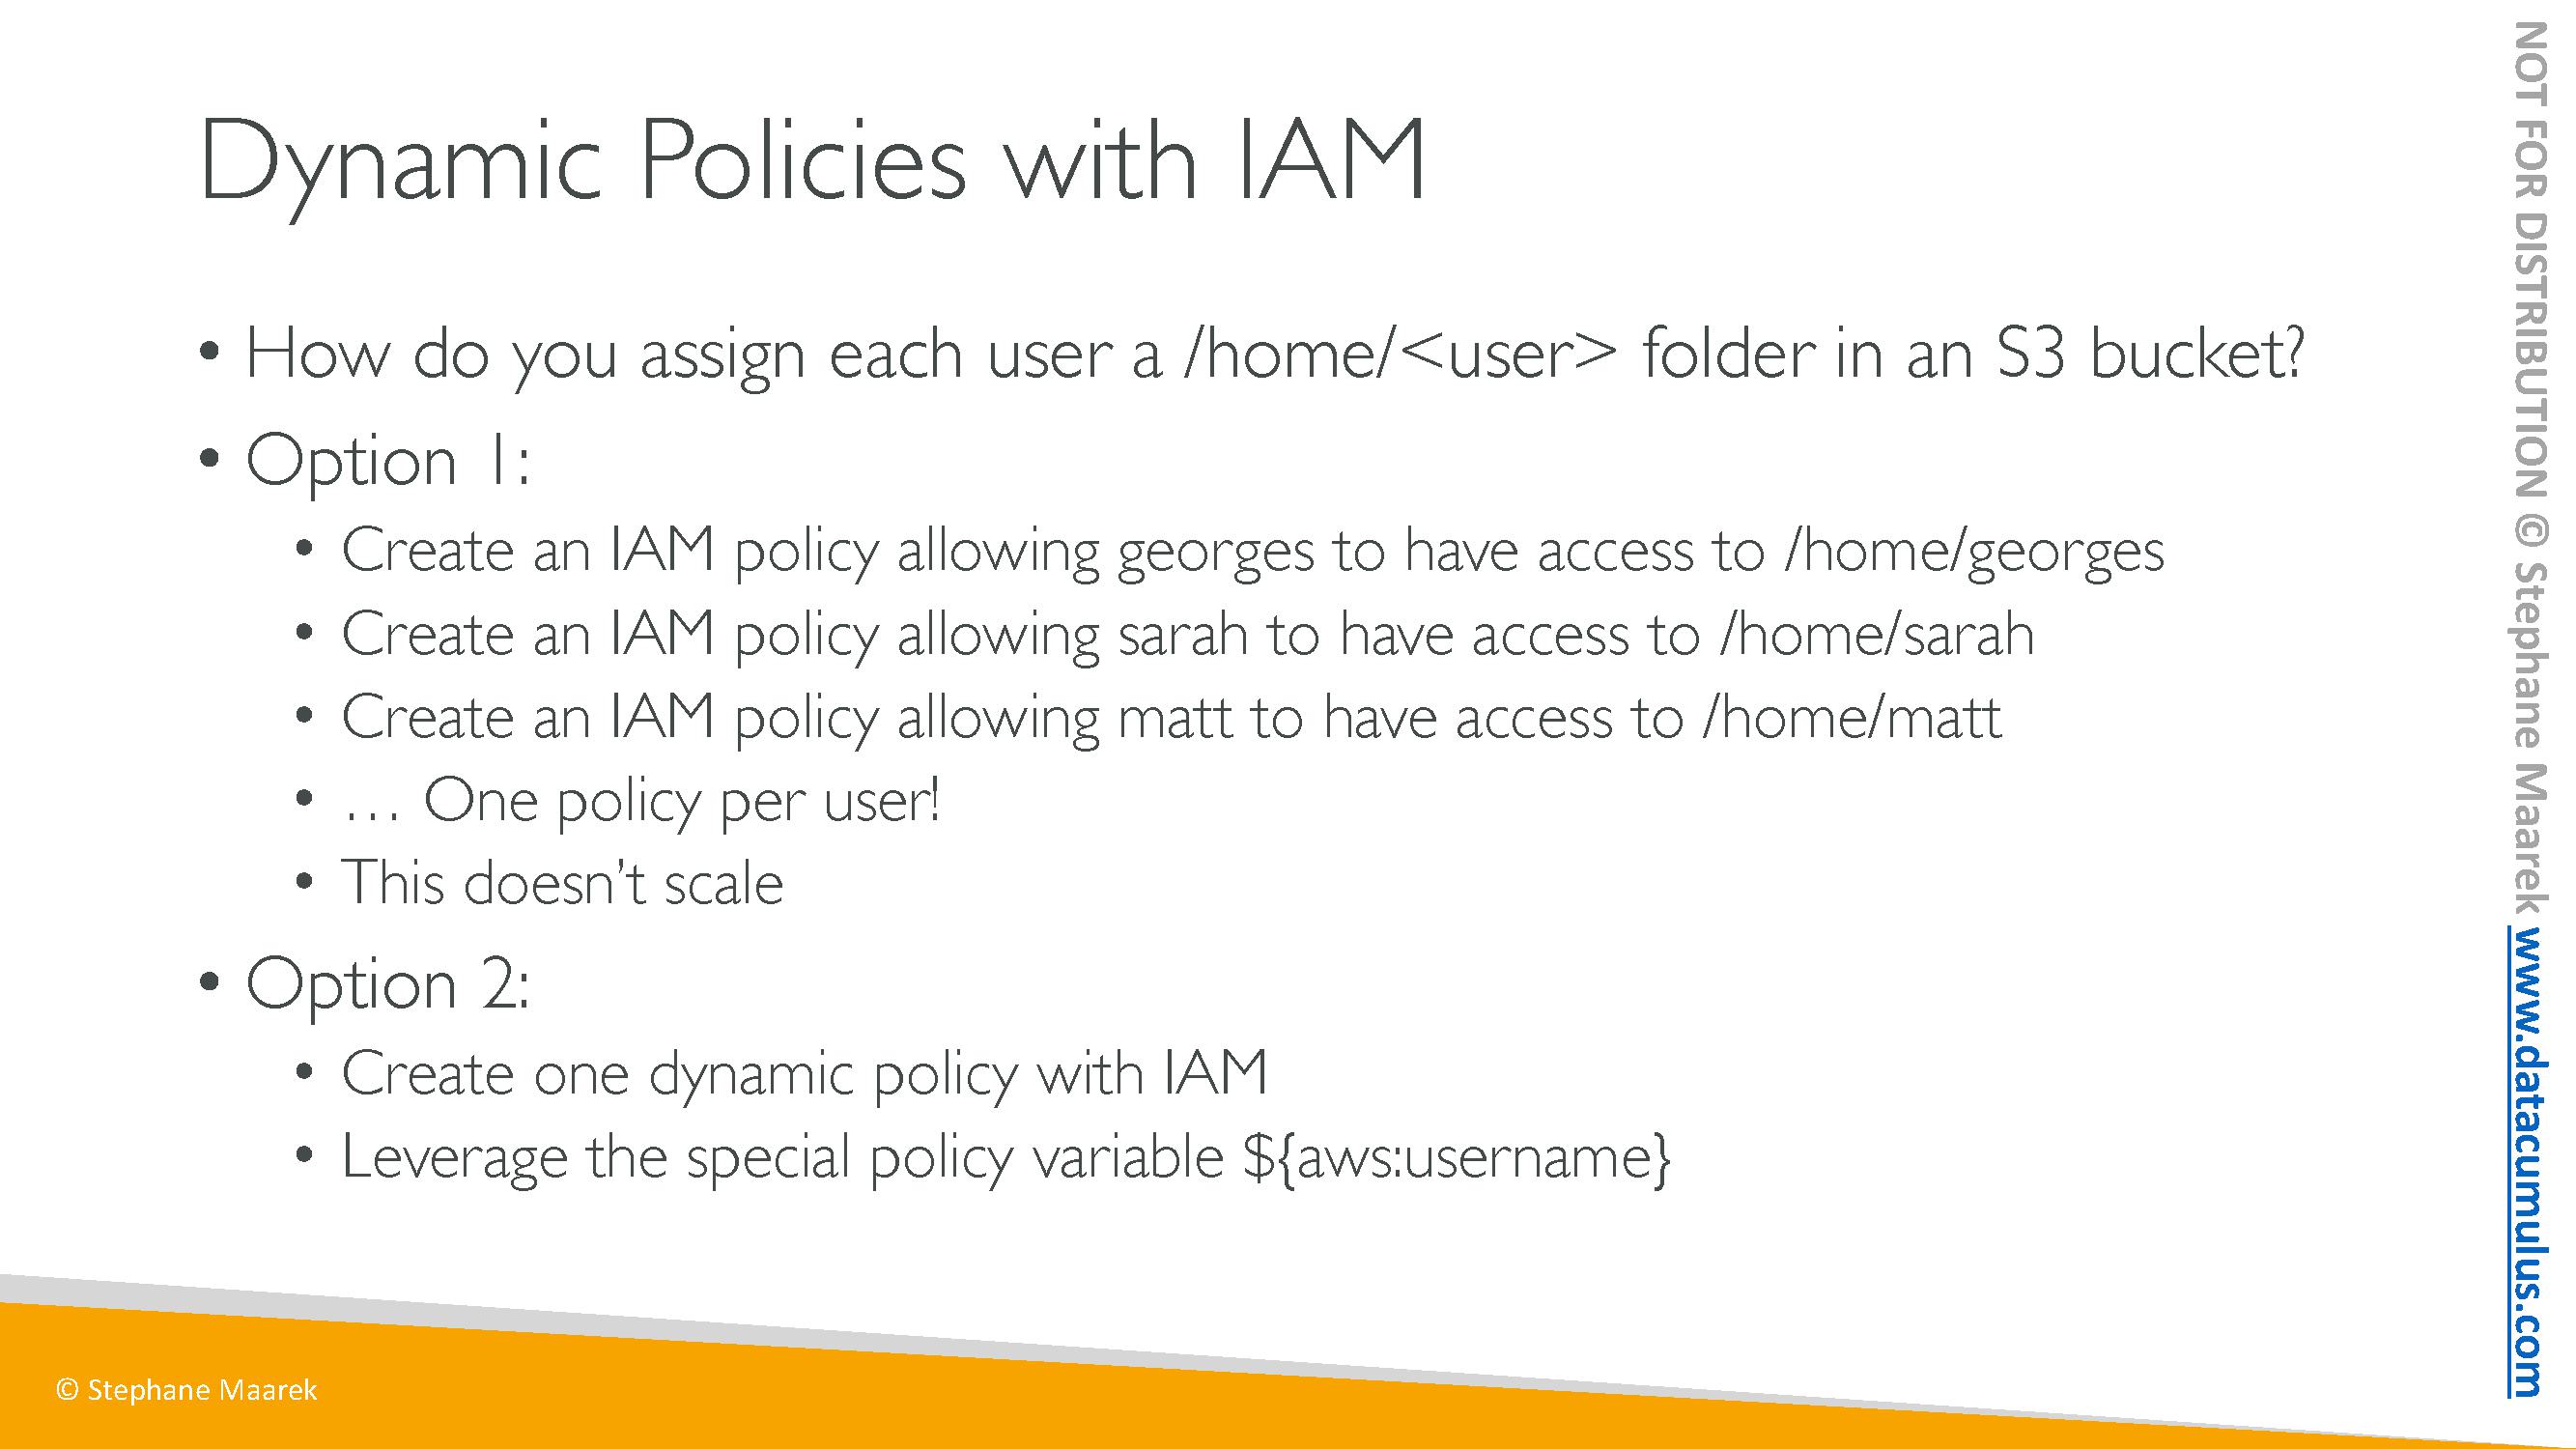 Dynamic Policies with IAM
• How do you assign each user a /home/<user> folder in an S3 bucket?
• Option 1:
• Create an IAM policy allowing georges to have access to /home/georges
• Create an IAM policy allowing sarah to have access to /home/sarah
• Create an IAM policy allowing matt to have access to /home/matt
• … One policy per user!
• This doesn’t scale
• Option 2:
• Create one dynamic policy with IAM
• Leverage the special policy variable ${aws:username}
© Stephane Maarek
NOT FOR DISTRIBUTION © Stephane Maarek www.datacumulus.com